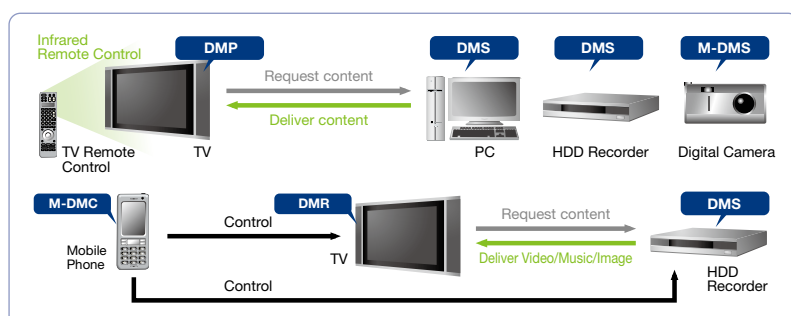 Infrared
Remote Control
DMP
DMS
DMS
M-DMS
Request content
Deliver content
TV Remote
Control
TV
PC
HDD Recorder
Digital Camera
M-DMC
DMR
DMS
Control
Request content
Mobile
Phone
TV
Deliver Video/Music/Image
HDD
Recorder
Control